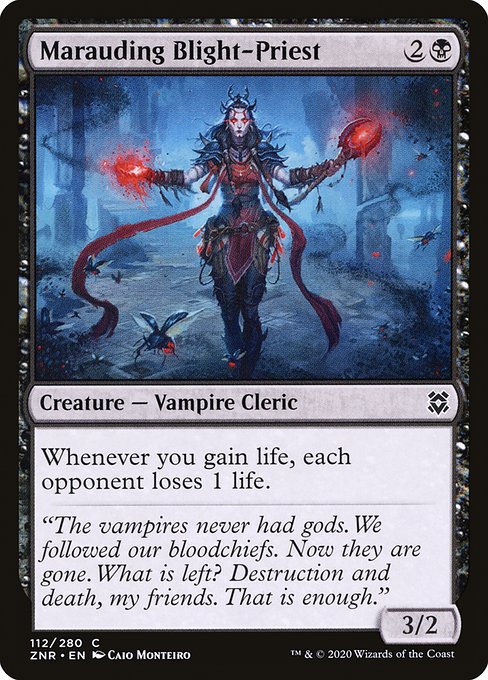 Marauding Blight-Priest 2
Creature — Vampire Cleric
Whenever you gain life, each
opponent loses 1 life.
“The vampires never had gods. We
followed our bloodchiefs. Now they are
gone. What is left? Destruction and
death, my friends. That is enough.”
3/2
112/280 C
ZNR • EN Caio Monteiro
™ & © 2020 Wizards of the Coast